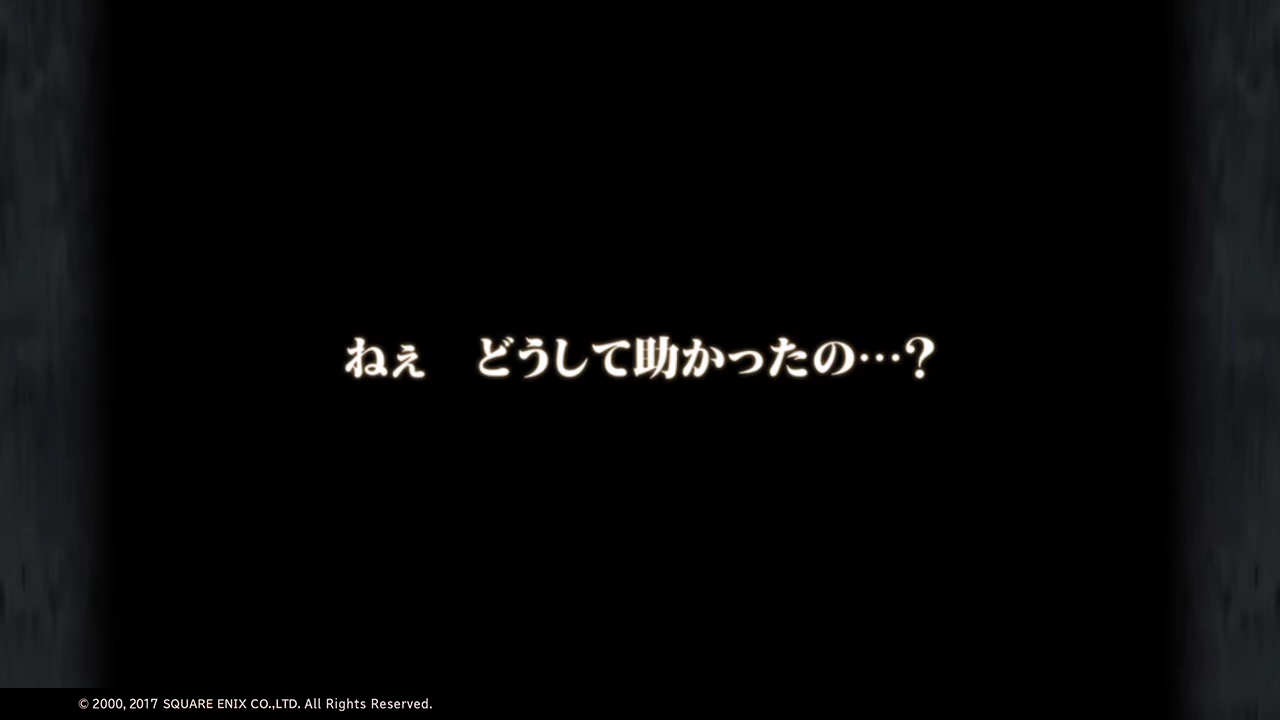 ねぇ　どうして助かったの…？
© 2000, 2017 SQUARE ENIX CO.,LTD. All Rights Reserved.